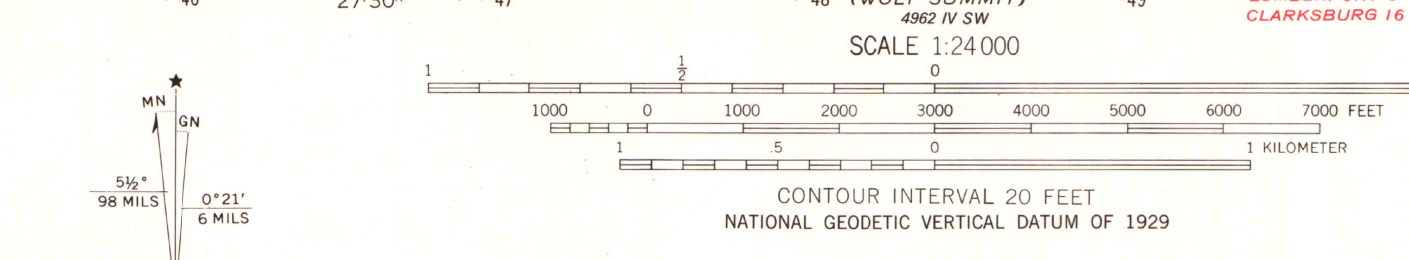 46 27'30" 47 48 (WOLF SUMMIT) 49
4962 IV SW
CLARKSBURG 16
SCALE 1:24 000
1 1/2 0
1000 0 1000 2000 3000 4000 5000 6000 7000 FEET
1 .5 0 1 KILOMETER
CONTOUR INTERVAL 20 FEET
NATIONAL GEODETIC VERTICAL DATUM OF 1929
★
MN
GN
5½°
98 MILS
0°21'
6 MILS